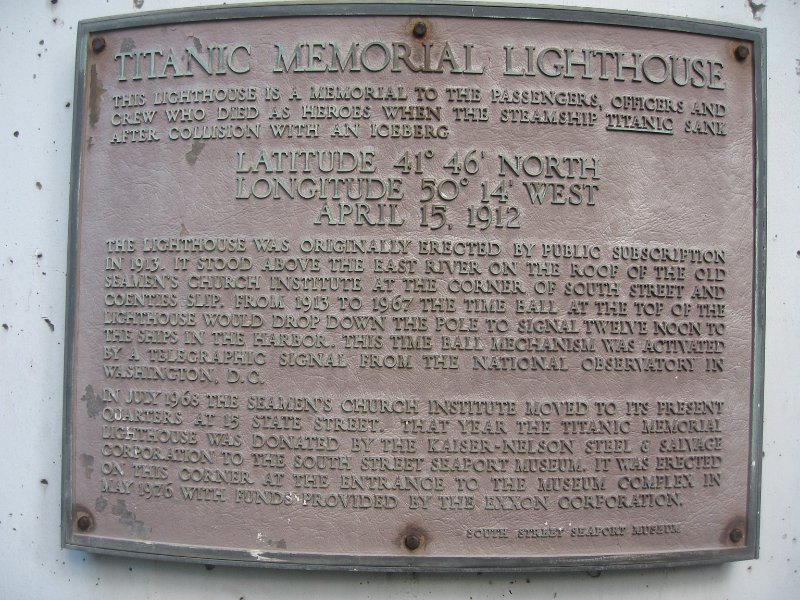 TITANIC MEMORIAL LIGHTHOUSE
THIS LIGHTHOUSE IS A MEMORIAL TO THE PASSENGERS, OFFICERS AND
CREW WHO DIED AS HEROES WHEN THE STEAMSHIP TITANIC SANK
AFTER COLLISION WITH AN ICEBERG
LATITUDE 41° 46' NORTH
LONGITUDE 50° 14' WEST
APRIL 15, 1912
THE LIGHTHOUSE WAS ORIGINALLY ERECTED BY PUBLIC SUBSCRIPTION
IN 1913. IT STOOD ABOVE THE EAST RIVER ON THE ROOF OF THE OLD
SEAMEN'S CHURCH INSTITUTE AT THE CORNER OF SOUTH STREET AND
COENTIES SLIP. FROM 1913 TO 1967 THE TIME BALL AT THE TOP OF THE
LIGHTHOUSE WOULD DROP DOWN THE POLE TO SIGNAL TWELVE NOON TO
THE SHIPS IN THE HARBOR. THIS TIME BALL MECHANISM WAS ACTIVATED
BY A TELEGRAPHIC SIGNAL FROM THE NATIONAL OBSERVATORY IN
WASHINGTON, D.C.
IN JULY 1968 THE SEAMEN'S CHURCH INSTITUTE MOVED TO ITS PRESENT
QUARTERS AT 15 STATE STREET. THAT YEAR THE TITANIC MEMORIAL
LIGHTHOUSE WAS DONATED BY THE KAISER-NELSON STEEL & SALVAGE
CORPORATION TO THE SOUTH STREET SEAPORT MUSEUM. IT WAS ERECTED
ON THIS CORNER AT THE ENTRANCE TO THE MUSEUM COMPLEX IN
MAY 1976 WITH FUNDS PROVIDED BY THE EXXON CORPORATION.
SOUTH STREET SEAPORT MUSEUM